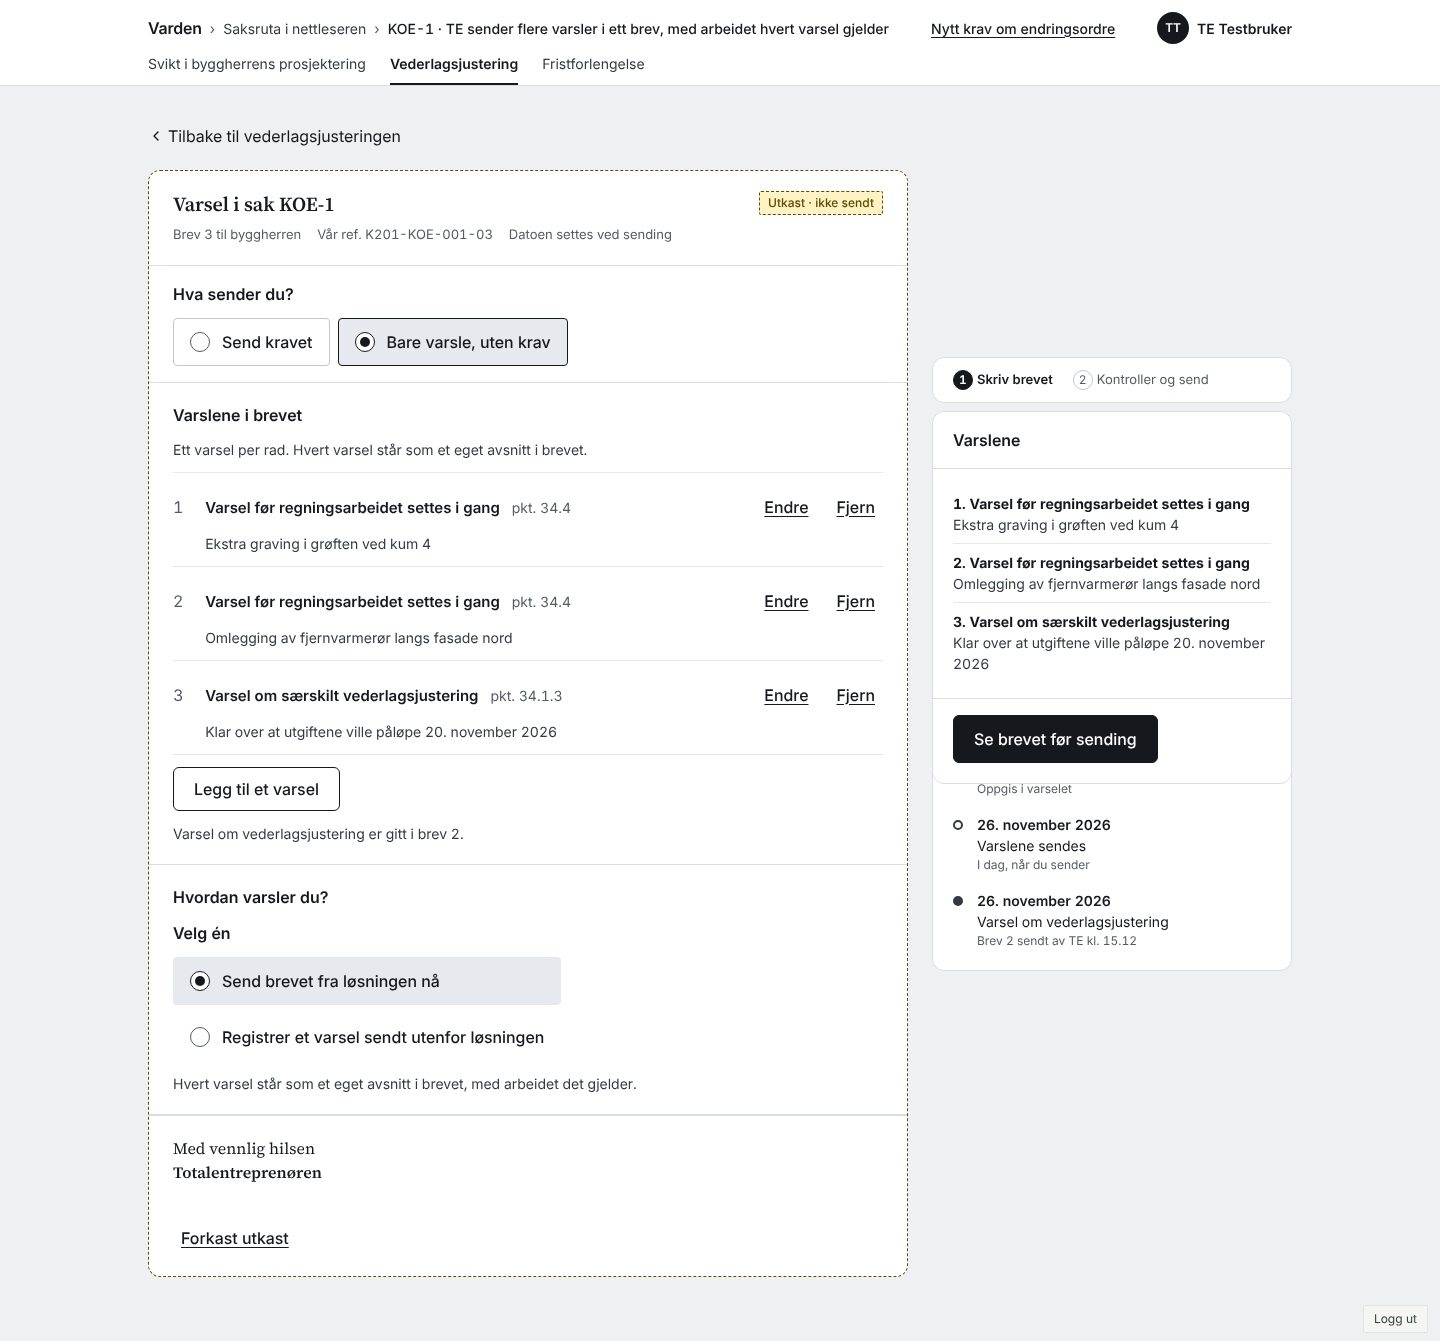 Varden › Saksruta i nettleseren › KOE-1 · TE sender flere varsler i ett brev, med arbeidet hvert varsel gjelder
Nytt krav om endringsordre
TT TE Testbruker
Svikt i byggherrens prosjektering Vederlagsjustering Fristforlengelse
Tilbake til vederlagsjusteringen
Varsel i sak KOE-1
Utkast · ikke sendt
Brev 3 til byggherren Vår ref. K201-KOE-001-03 Datoen settes ved sending
Hva sender du?
Send kravet Bare varsle, uten krav
Varslene i brevet
Ett varsel per rad. Hvert varsel står som et eget avsnitt i brevet.
1 Varsel før regningsarbeidet settes i gang pkt. 34.4 Endre Fjern
Ekstra graving i grøften ved kum 4
2 Varsel før regningsarbeidet settes i gang pkt. 34.4 Endre Fjern
Omlegging av fjernvarmerør langs fasade nord
3 Varsel om særskilt vederlagsjustering pkt. 34.1.3 Endre Fjern
Klar over at utgiftene ville påløpe 20. november 2026
Legg til et varsel
Varsel om vederlagsjustering er gitt i brev 2.
Hvordan varsler du?
Velg én
Send brevet fra løsningen nå
Registrer et varsel sendt utenfor løsningen
Hvert varsel står som et eget avsnitt i brevet, med arbeidet det gjelder.
Med vennlig hilsen
Totalentreprenøren
Forkast utkast
1 Skriv brevet 2 Kontroller og send
Varslene
1. Varsel før regningsarbeidet settes i gang
Ekstra graving i grøften ved kum 4
2. Varsel før regningsarbeidet settes i gang
Omlegging av fjernvarmerør langs fasade nord
3. Varsel om særskilt vederlagsjustering
Klar over at utgiftene ville påløpe 20. november
2026
Se brevet før sending
Oppgis i varselet
26. november 2026
Varslene sendes
I dag, når du sender
26. november 2026
Varsel om vederlagsjustering
Brev 2 sendt av TE kl. 15.12
Logg ut